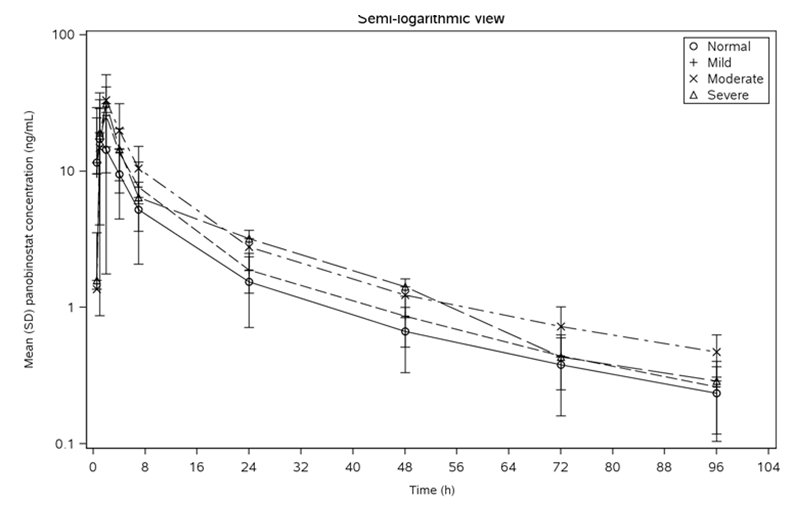 Semi-logarithmic view
100
10
1
0.1
Mean (SD) panobinostat concentration (ng/mL)
Normal
Mild
Moderate
Severe
0 8 16 24 32 40 48 56 64 72 80 88 96 104
Time (h)